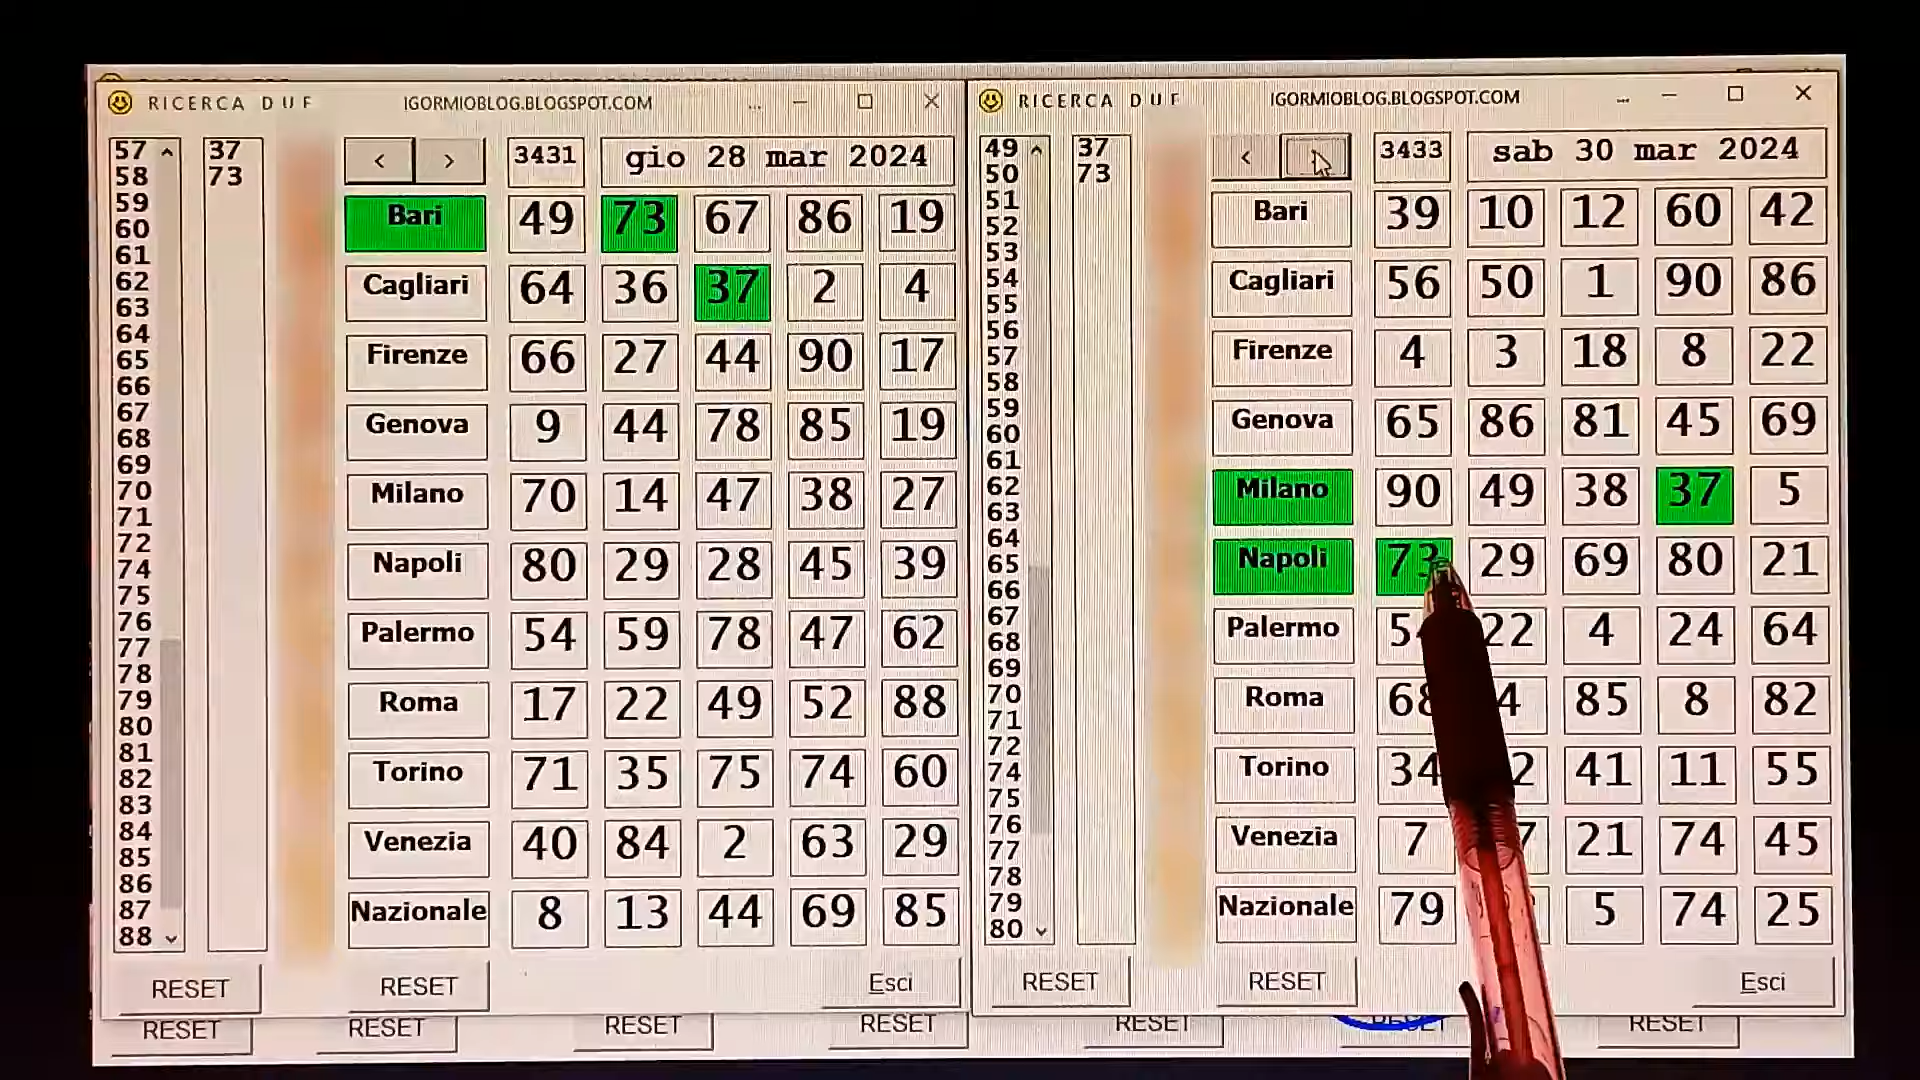 RICERCA DUF IGORMIOBLOG.BLOGSPOT.COM ...
57 37 < > 3431 gio 28 mar 2024
58 73
59 Bari 49 73 67 86 19
60
61
62 Cagliari 64 36 37 2 4
63
64
65 Firenze 66 27 44 90 17
66
67 Genova 9 44 78 85 19
68
69
70 Milano 70 14 47 38 27
71
72
74 Napoli 80 29 28 45 39
75
76 Palermo 54 59 78 47 62
77
78
79 Roma 17 22 49 52 88
80
81
82 Torino 71 35 75 74 60
83
84
85 Venezia 40 84 2 63 29
86
87 Nazionale 8 13 44 69 85
88
RESET RESET Esci
RICERCA DUF IGORMIOBLOG.BLOGSPOT.COM ...
49 37 < 3433 sab 30 mar 2024
50 73
51 Bari 39 10 12 60 42
52
53
54 Cagliari 56 50 1 90 86
55
56
57 Firenze 4 3 18 8 22
58
59 Genova 65 86 81 45 69
60
61
62 Milano 90 49 38 37 5
63
64
65 Napoli 73 29 69 80 21
66
67 Palermo 22 4 24 64
68
69
70 Roma 85 8 82
71
72
74 Torino 34 41 11 55
75
76 Venezia 7 21 74 45
77
78
79 Nazionale 79 5 74 25
80
RESET RESET Esci
RESET RESET RESET RESET RESET RESET RESET